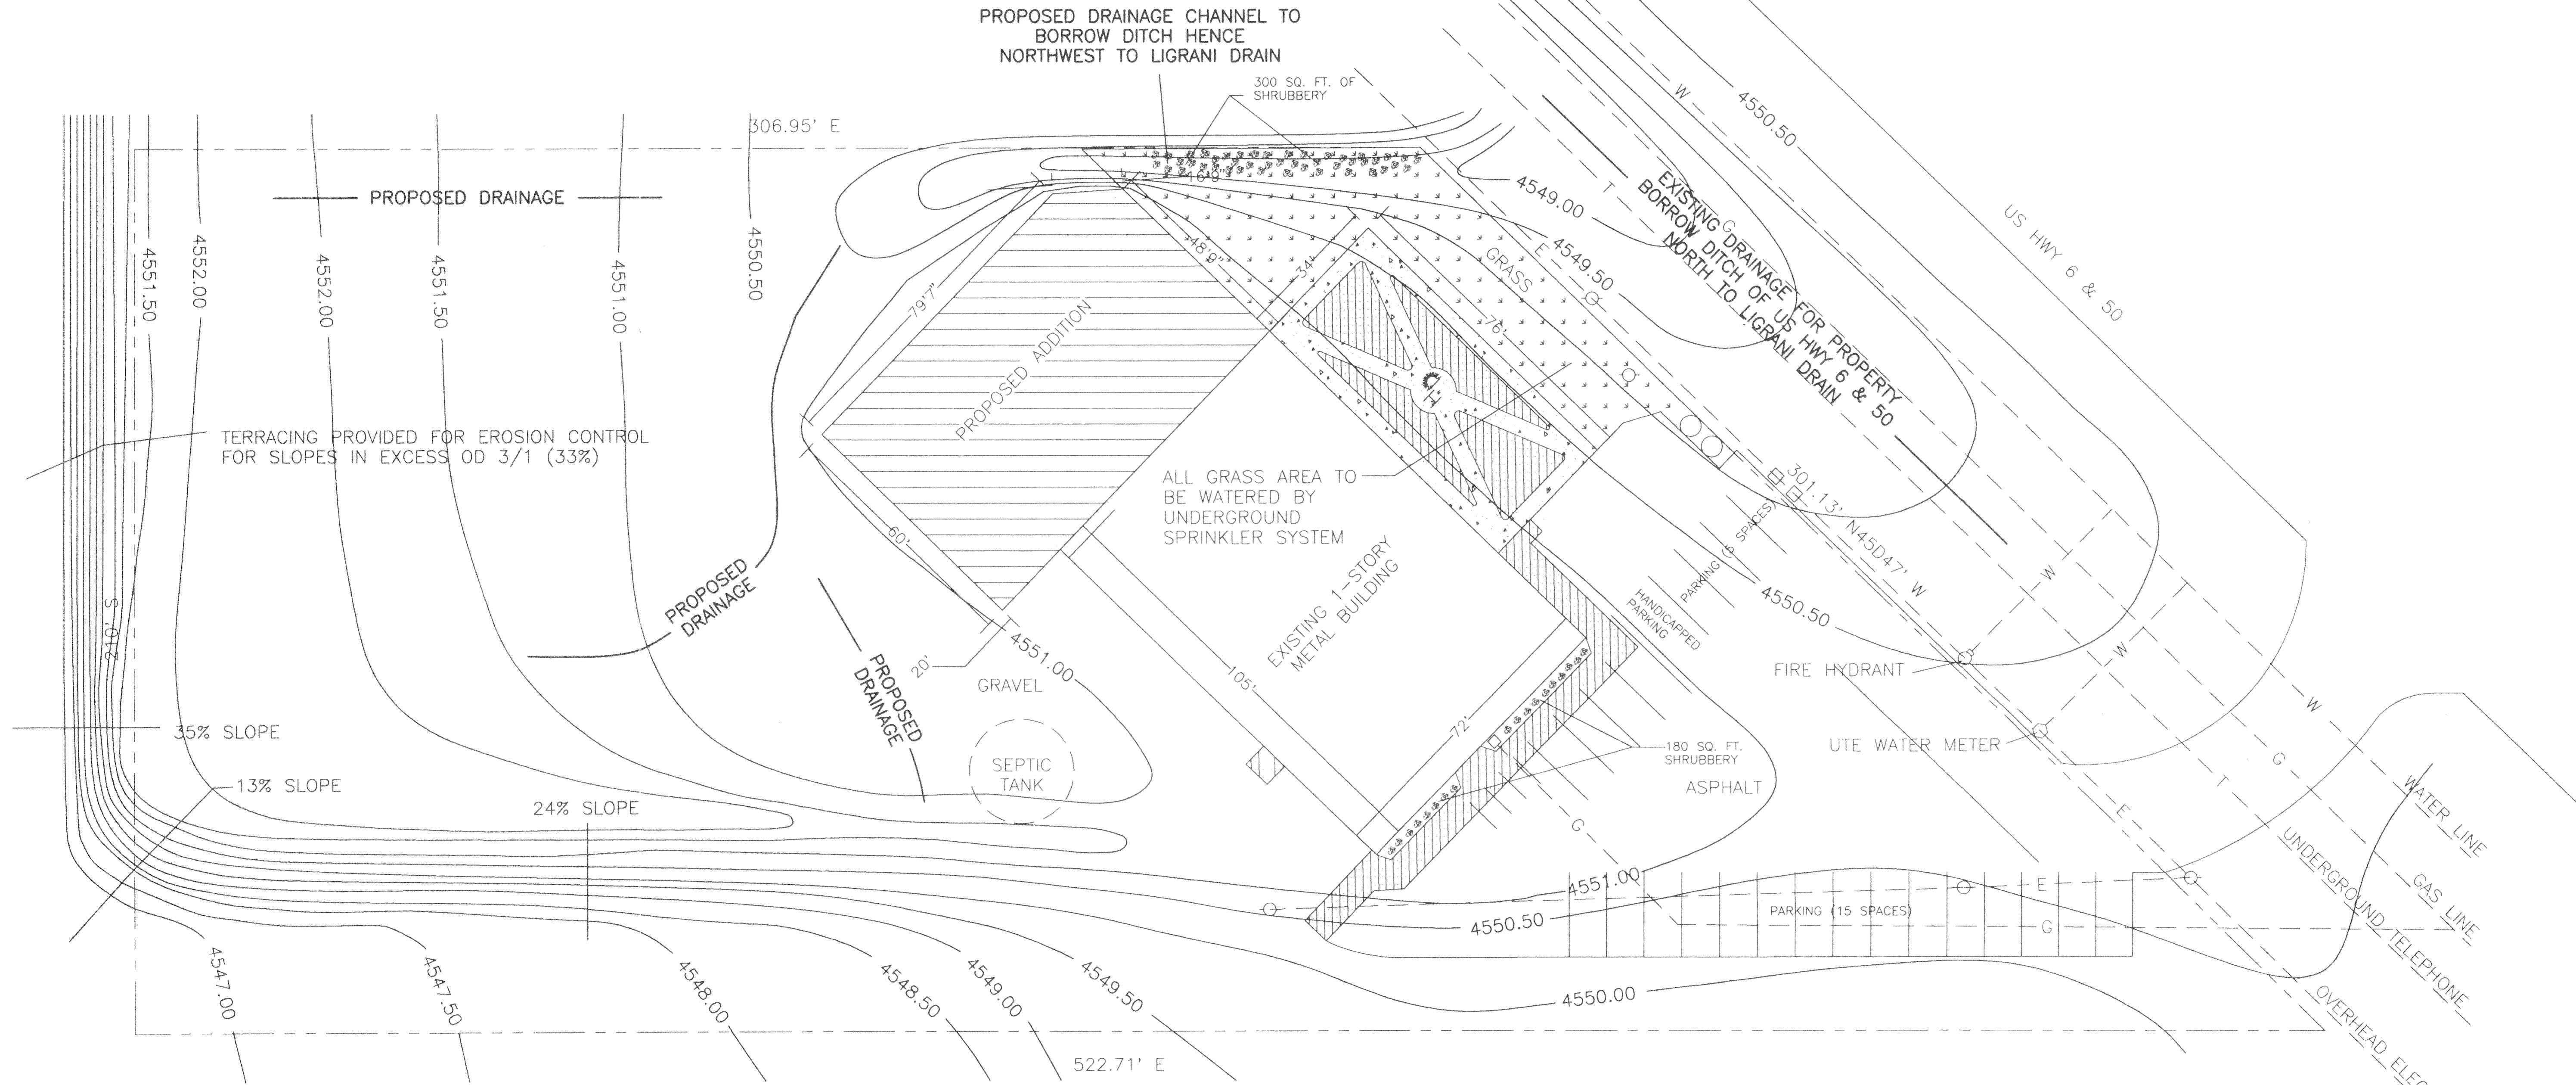 PROPOSED DRAINAGE CHANNEL TO
BORROW DITCH HENCE
NORTHWEST TO LIGRANI DRAIN
300 SQ. FT. OF
SHRUBBERY
306.95' E
PROPOSED DRAINAGE
4551.50
4552.00
4552.00
4551.50
4551.00
4550.50
16'9"
48'9"
34'
76'
79'7"
PROPOSED ADDITION
GRASS
E
4549.00
4549.50
W
4550.50
T
G
EXISTING DRAINAGE FOR PROPERTY
BORROW DITCH OF US HWY 6 & 50
NORTH TO LIGRANI DRAIN
US HWY 6 & 50
TERRACING PROVIDED FOR EROSION CONTROL
FOR SLOPES IN EXCESS OD 3/1 (33%)
ALL GRASS AREA TO
BE WATERED BY
UNDERGROUND
SPRINKLER SYSTEM
60'
301.13' N45D47' W
PARKING (5 SPACES)
HANDICAPPED
PARKING
4550.50
EXISTING 1-STORY
METAL BUILDING
PROPOSED
DRAINAGE
PROPOSED
DRAINAGE
210' S
20'
4551.00
GRAVEL
105'
72'
W
W
W
FIRE HYDRANT
UTE WATER METER
35% SLOPE
13% SLOPE
24% SLOPE
SEPTIC
TANK
180 SQ. FT.
SHRUBBERY
ASPHALT
G
G
T
E
WATER LINE
GAS LINE
UNDERGROUND TELEPHONE
OVERHEAD ELEC
4551.00
E
PARKING (15 SPACES)
G
4550.50
4550.00
4547.00
4547.50
4548.00
4548.50
4549.00
4549.50
522.71' E